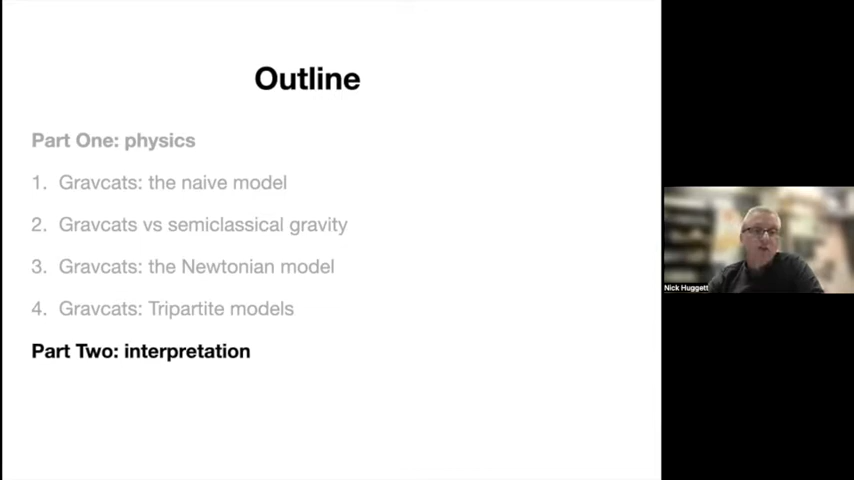 Outline
Part One: physics
1. Gravcats: the naive model
2. Gravcats vs semiclassical gravity
3. Gravcats: the Newtonian model
4. Gravcats: Tripartite models
Part Two: interpretation
Nick Huggett